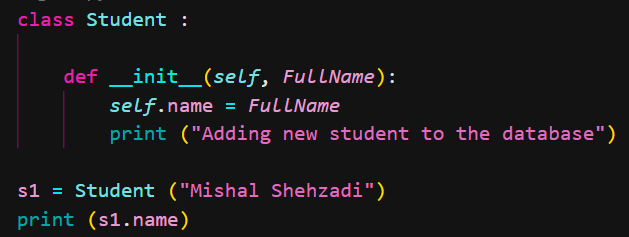 class Student :
    def __init__(self, FullName):
        self.name = FullName
        print ("Adding new student to the database")
s1 = Student ("Mishal Shehzadi")
print (s1.name)